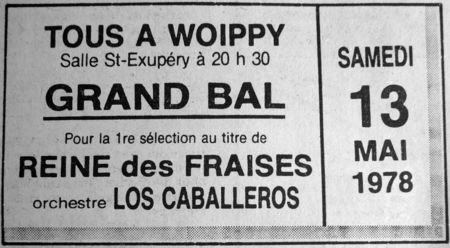 TOUS A WOIPPY
Salle St-Exupéry à 20 h 30
GRAND BAL
Pour la 1re sélection au titre de
REINE des FRAISES
orchestre LOS CABALLEROS
SAMEDI
13
MAI
1978